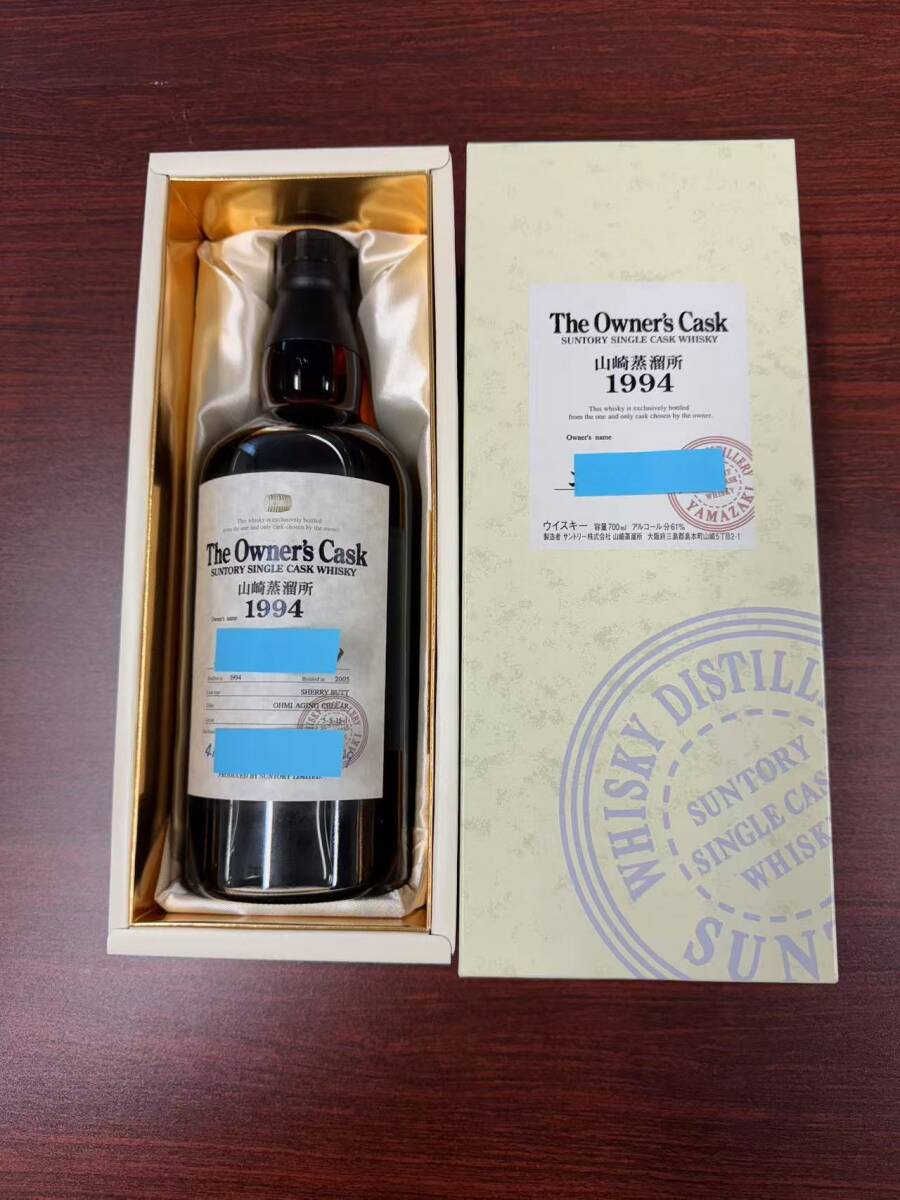 This whisky is exclusively bottled
from the one and only cask chosen by the owner.
The Owner's Cask
SUNTORY SINGLE CASK WHISKY
山崎蒸溜所
1994
Owner's name
1994
Bottled in 2005
SHERRY BUTT
OHMI AGING CELLAR
PRODUCED BY SUNTORY LIMITED
The Owner's Cask
SUNTORY SINGLE CASK WHISKY
山崎蒸溜所
1994
This whisky is exclusively bottled
from the one and only cask chosen by the owner.
Owner's name
WHISKY
YAMAZAKI
ウイスキー 容量700ml アルコール分61%
製造者 サントリー株式会社 山崎蒸溜所 大阪府三島郡島本町山崎5丁目2-1
WHISKY DISTILL
SUNTORY
SINGLE CAS
WHISK
SUNT